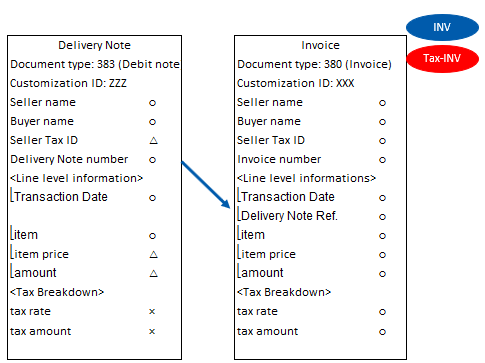 INV
Tax-INV
Delivery Note
Document type: 383 (Debit note
Customization ID: ZZZ
Seller name ○
Buyer name ○
Seller Tax ID △
Delivery Note number ○
<Line level information>
Transaction Date ○
item ○
item price △
amount △
<Tax Breakdown>
tax rate ×
tax amount ×
Invoice
Document type: 380 (Invoice)
Customization ID: XXX
Seller name ○
Buyer name ○
Seller Tax ID ○
Invoice number ○
<Line level informations>
Transaction Date ○
Delivery Note Ref. ○
item ○
item price ○
amount ○
<Tax Breakdown>
tax rate ○
tax amount ○